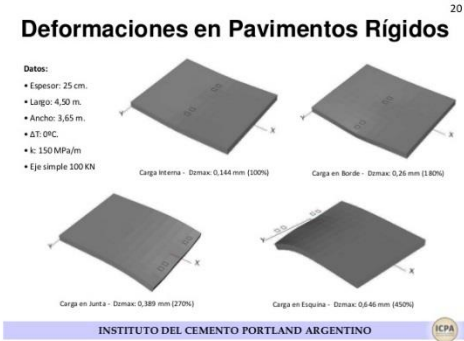 20
Deformaciones en Pavimentos Rígidos
Datos:
• Espesor: 25 cm.
• Largo: 4,50 m.
• Ancho: 3,65 m.
• ΔT: 0ºC.
• k: 150 MPa/m
• Eje simple 100 KN
Y
X
Carga Interna - Dzmax: 0,144 mm (100%)
Y
X
Carga en Borde - Dzmax: 0,26 mm (180%)
Y
X
Carga en Junta - Dzmax: 0,389 mm (270%)
Y
X
Carga en Esquina - Dzmax: 0,646 mm (450%)
INSTITUTO DEL CEMENTO PORTLAND ARGENTINO
ICPA